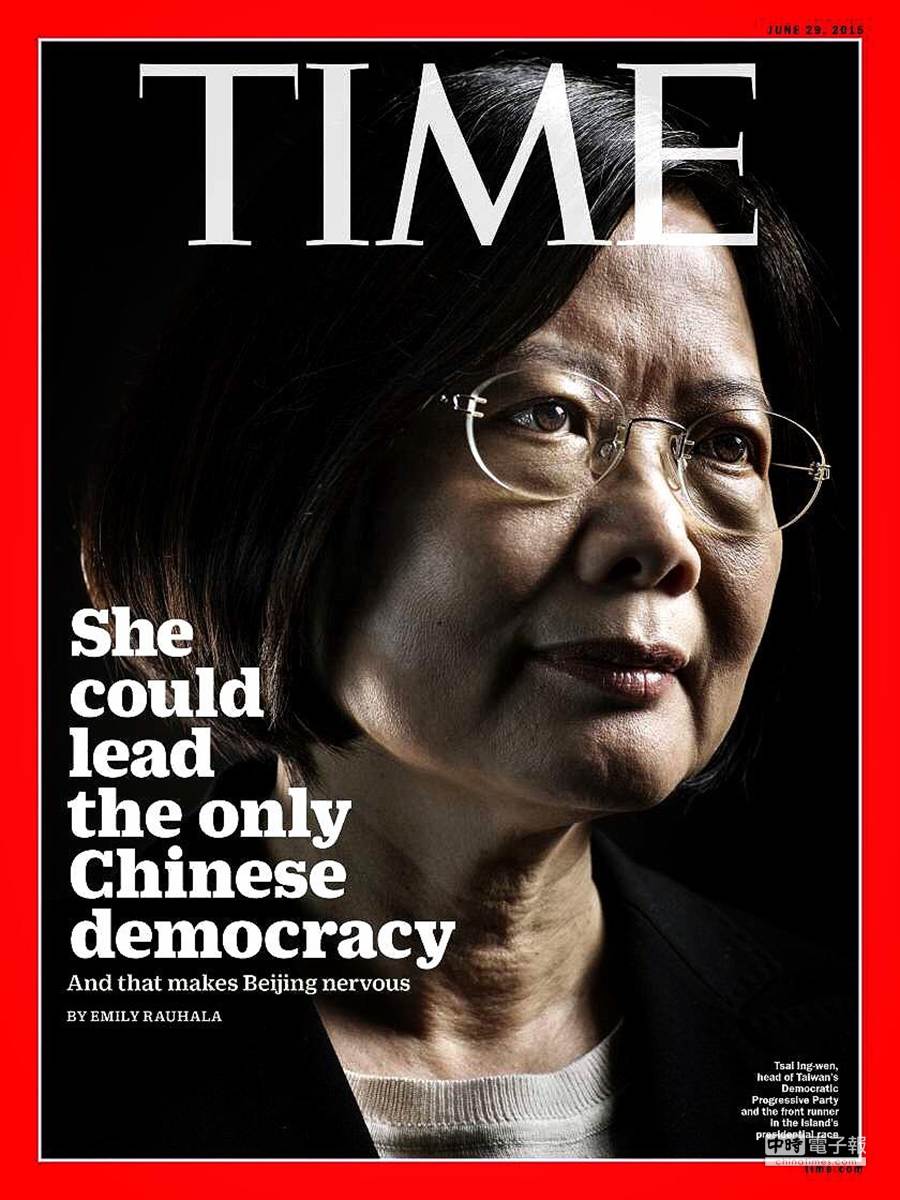 JUNE 29, 2015
TIME
She
could
lead
the only
Chinese
democracy
And that makes Beijing nervous
BY EMILY RAUHALA
Tsai Ing-wen,
head of Taiwan's
Democratic
Progressive Party
and the front runner
in the Island's
presidential race
中時電子報
chinatimes.com
time.com